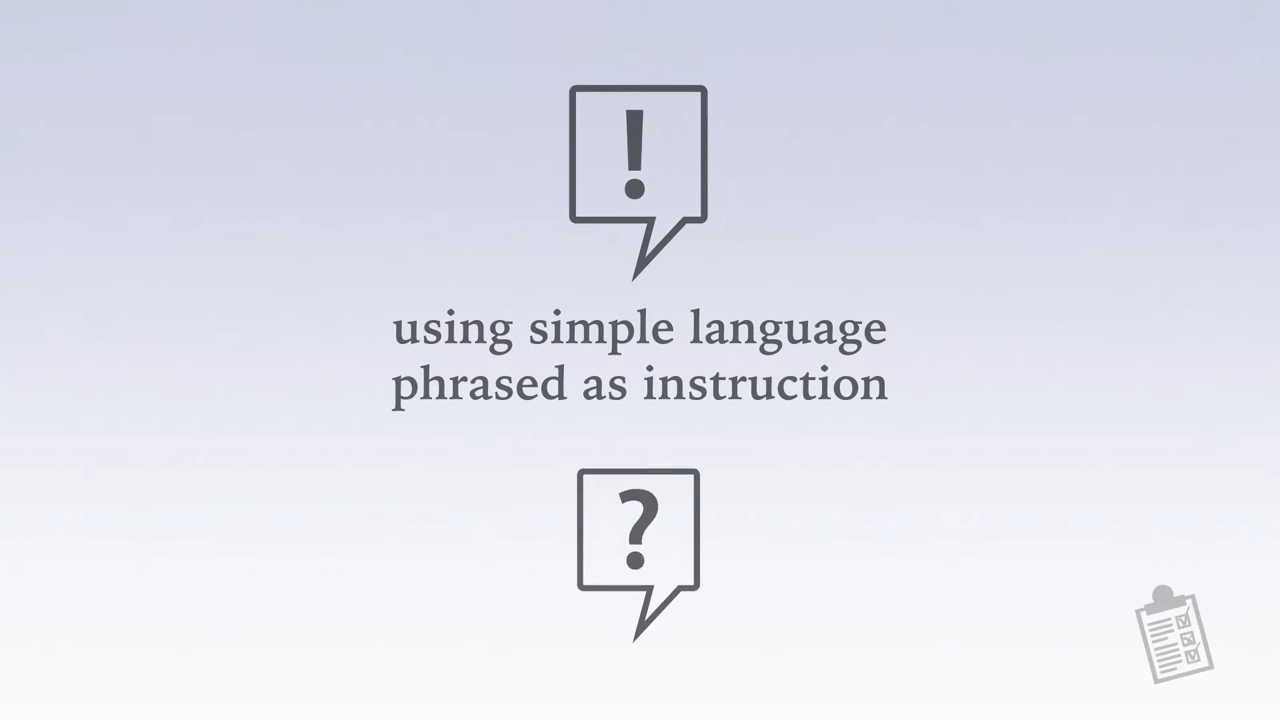 !
using simple language
phrased as instruction
?